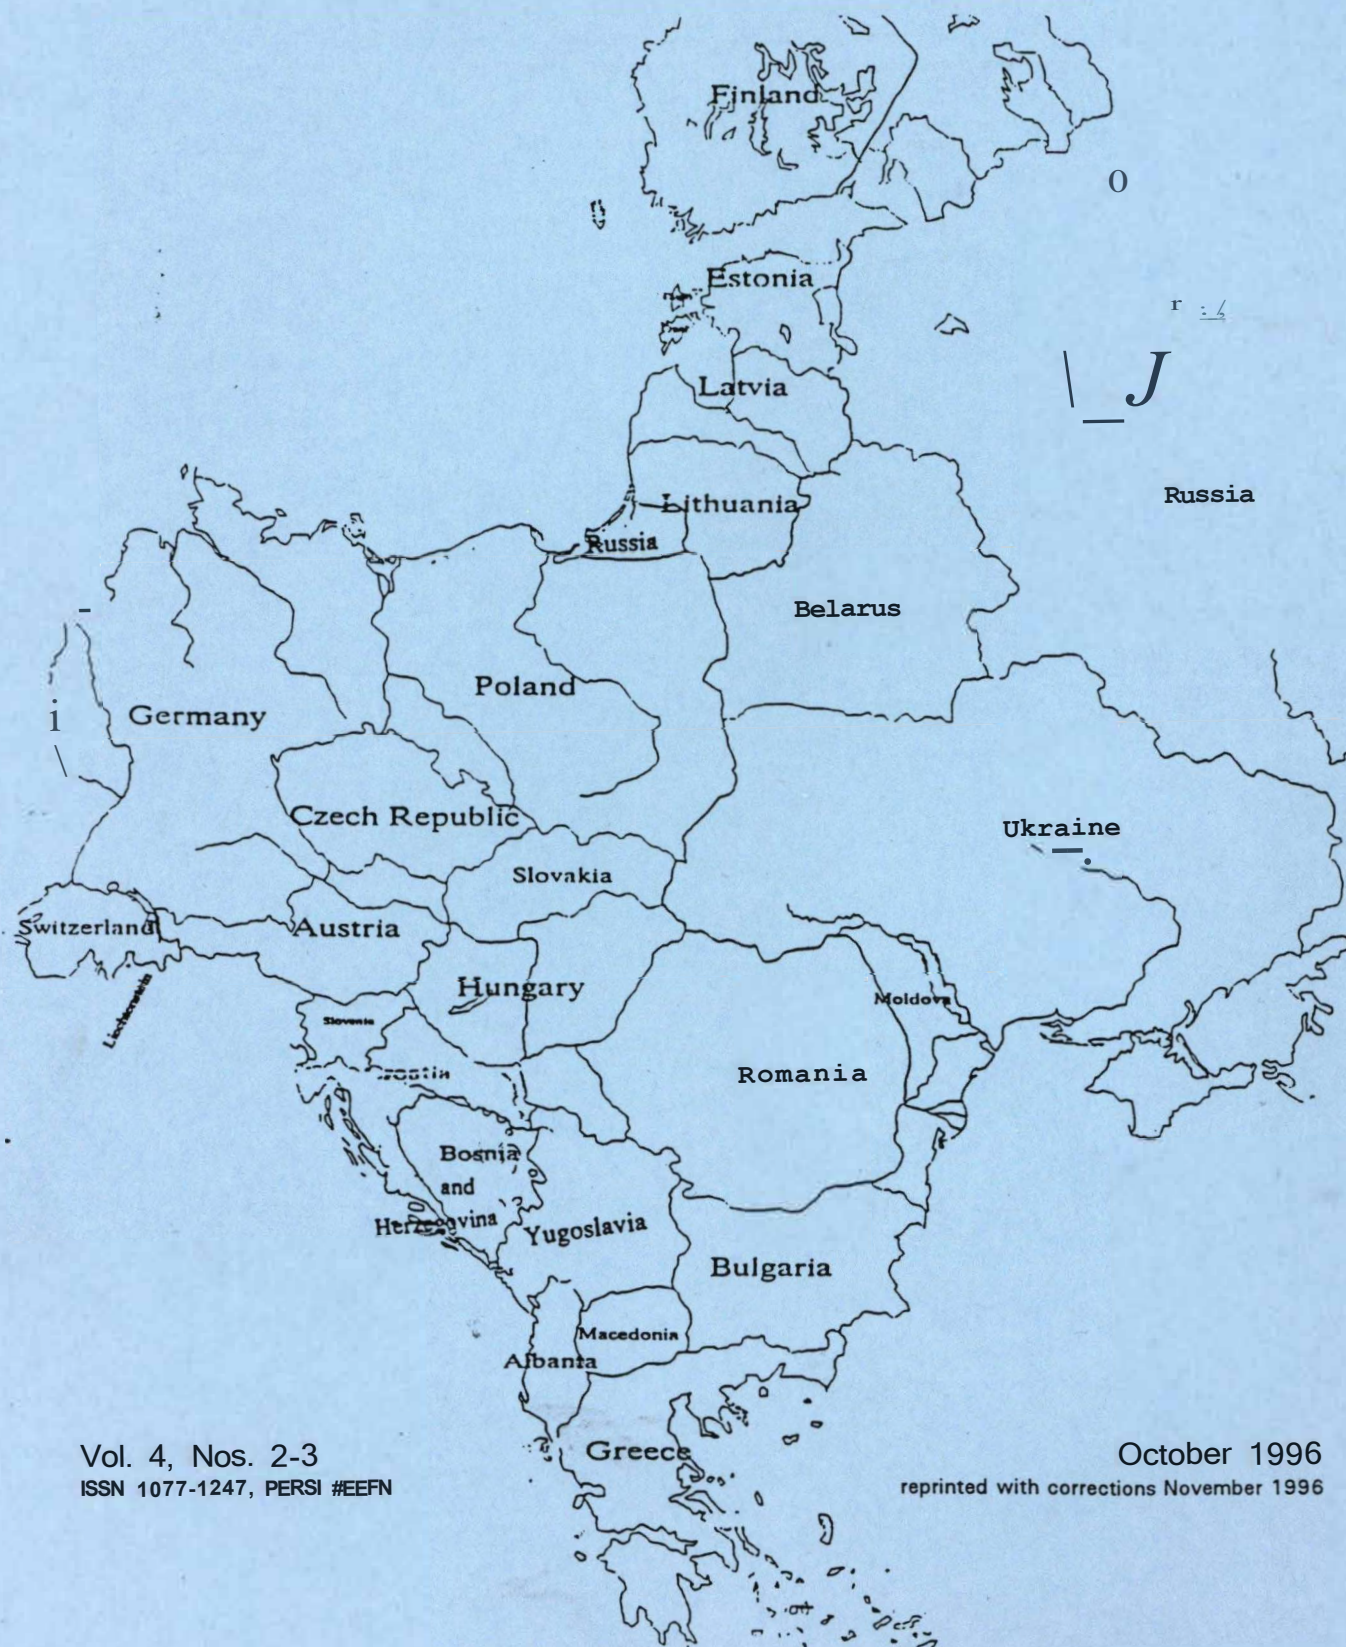 Finland
Estonia
Latvia
Russia
Lithuania
Russia
Belarus
Poland
Germany
Czech Republic
Ukraine
Slovakia
Switzerland
Austria
Hungary
Liechtenstein
Moldova
Slovenia
Romania
Bosnia
and
Herzegovina
Yugoslavia
Bulgaria
Macedonia
Albania
Greece
Vol. 4, Nos. 2-3
ISSN 1077-1247, PERSI #EEFN
October 1996
reprinted with corrections November 1996